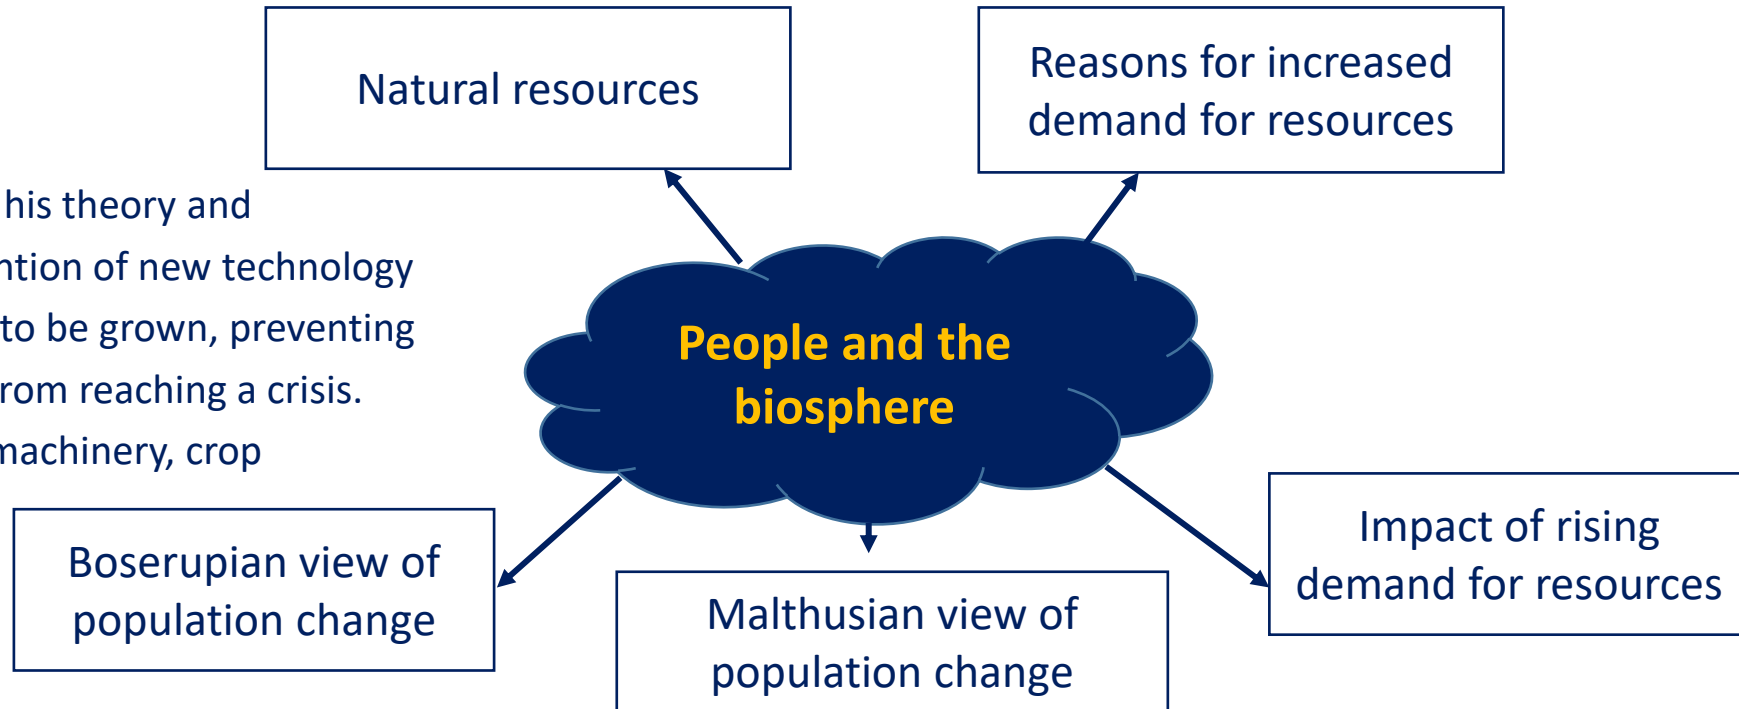 Natural resources
Reasons for increased
demand for resources
his theory and
ntion of new technology
to be grown, preventing
rom reaching a crisis.
machinery, crop
People and the
biosphere
Boserupian view of
population change
Malthusian view of
population change
Impact of rising
demand for resources